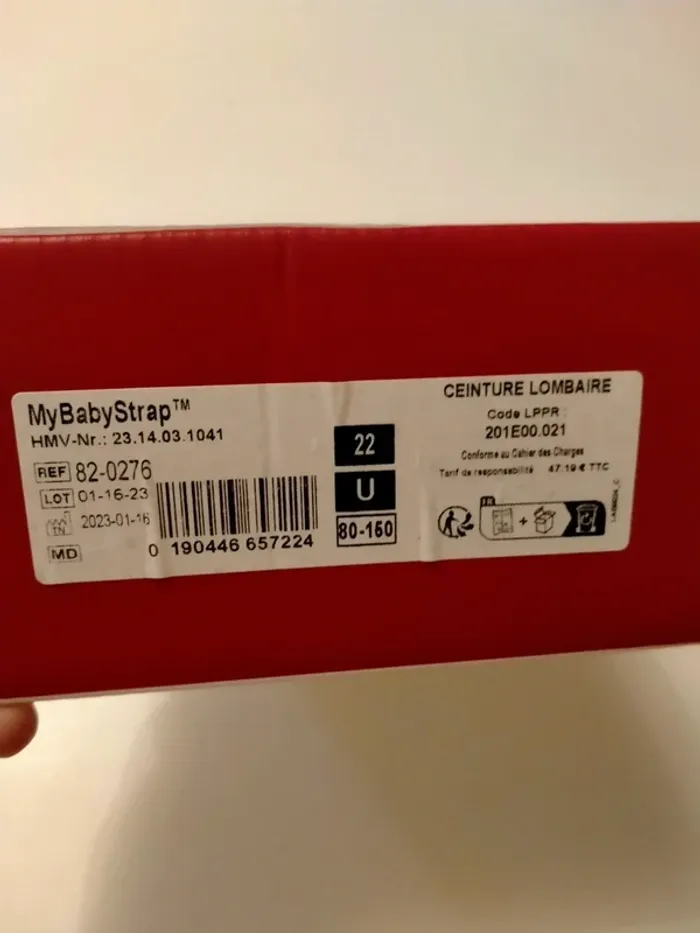 MyBabyStrap™
HMV-Nr.: 23.14.03.1041
REF 82-0276
LOT 01-16-23
TN 2023-01-16
MD
0 190446 657224
22
U
80-150
CEINTURE LOMBAIRE
Code LPPR :
201E00.021
Conforme au Cahier des Charges
Tarif de responsabilité 47.19 € TTC
FR
+